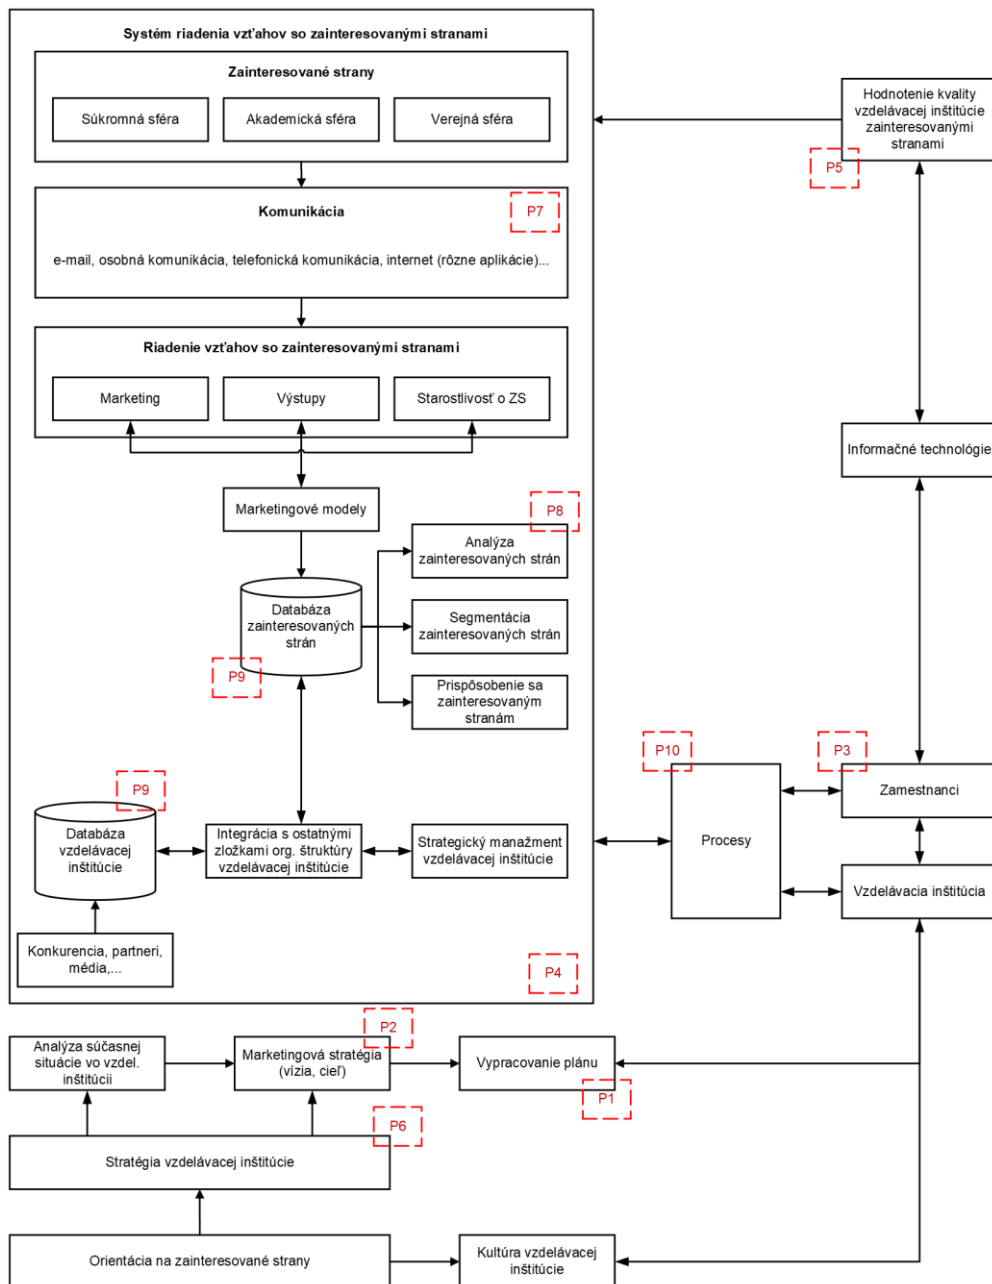 Systém riadenia vzťahov so zainteresovanými stranami
Zainteresované strany
Súkromná sféra
Akademická sféra
Verejná sféra
Hodnotenie kvality
vzdelávacej inštitúcie
zainteresovanými
stranami
P5
Komunikácia
P7
e-mail, osobná komunikácia, telefonická komunikácia, internet (rôzne aplikácie)...
Riadenie vzťahov so zainteresovanými stranami
Marketing
Výstupy
Starostlivosť o ZS
Informačné technológie
Marketingové modely
P8
Analýza
zainteresovaných strán
Databáza
zainteresovaných
strán
P9
Segmentácia
zainteresovaných strán
Prispôsobenie sa
zainteresovaným
stranám
P10
P3
Procesy
Zamestnanci
Vzdelávacia inštitúcia
P9
Databáza
vzdelávacej
inštitúcie
Integrácia s ostatnými
zložkami org. štruktúry
vzdelávacej inštitúcie
Strategický manažment
vzdelávacej inštitúcie
Konkurencia, partneri,
média,...
P4
P2
Analýza súčasnej
situácie vo vzdel.
inštitúcii
Marketingová stratégia
(vízia, cieľ)
Vypracovanie plánu
P1
P6
Stratégia vzdelávacej inštitúcie
Orientácia na zainteresované strany
Kultúra vzdelávacej
inštitúcie